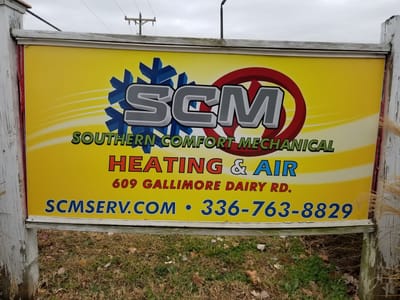 SCM
SOUTHERN COMFORT MECHANICAL
HEATING & AIR
609 GALLIMORE DAIRY RD.
SCMSERV.COM • 336-763-8829